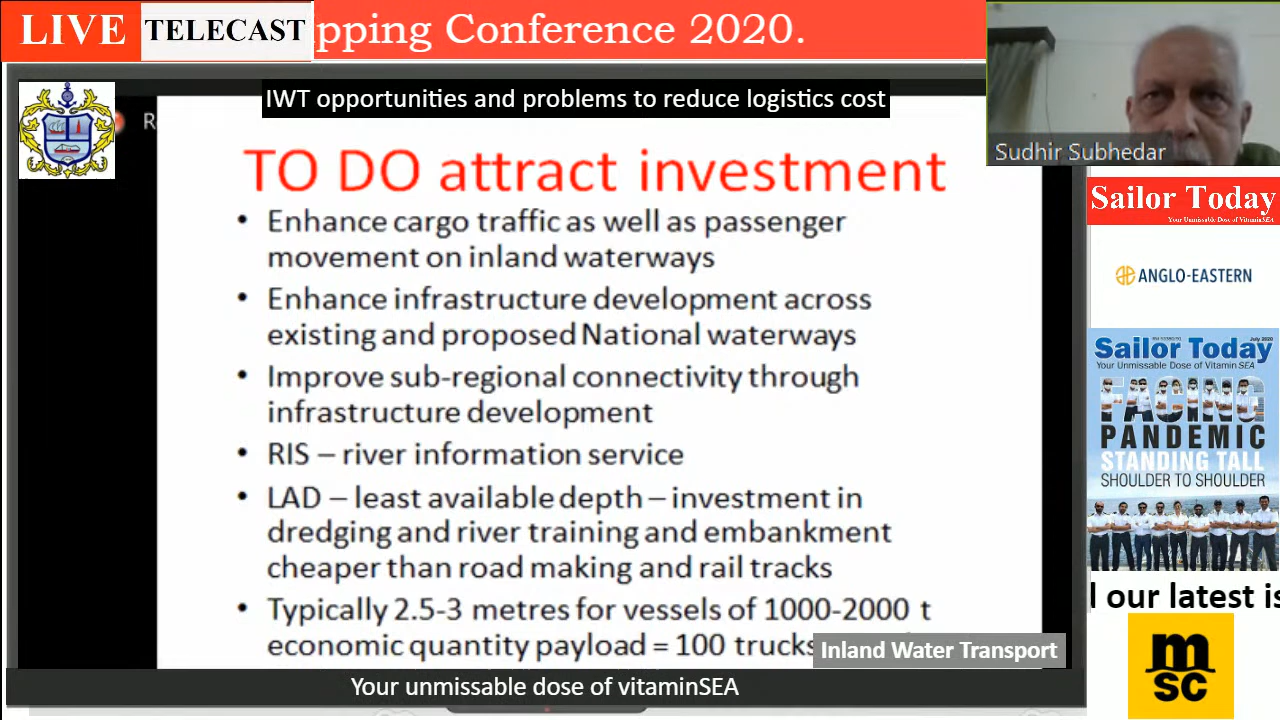 LIVE TELECAST pping Conference 2020.
IWT opportunities and problems to reduce logistics cost
R
Sudhir Subhedar
TO DO attract investment
• Enhance cargo traffic as well as passenger
movement on inland waterways
• Enhance infrastructure development across
existing and proposed National waterways
• Improve sub-regional connectivity through
infrastructure development
• RIS – river information service
• LAD – least available depth – investment in
dredging and river training and embankment
cheaper than road making and rail tracks
• Typically 2.5-3 metres for vessels of 1000-2000 t
economic quantity payload = 100 trucks
Inland Water Transport
Your unmissable dose of vitaminSEA
Sailor Today
Your Unmissable Dose of VitaminSEA
ANGLO-EASTERN
July 2020
Sailor Today
Your Unmissable Dose of Vitamin SEA
FACING
PANDEMIC
STANDING TALL
SHOULDER TO SHOULDER
l our latest is
m
sc